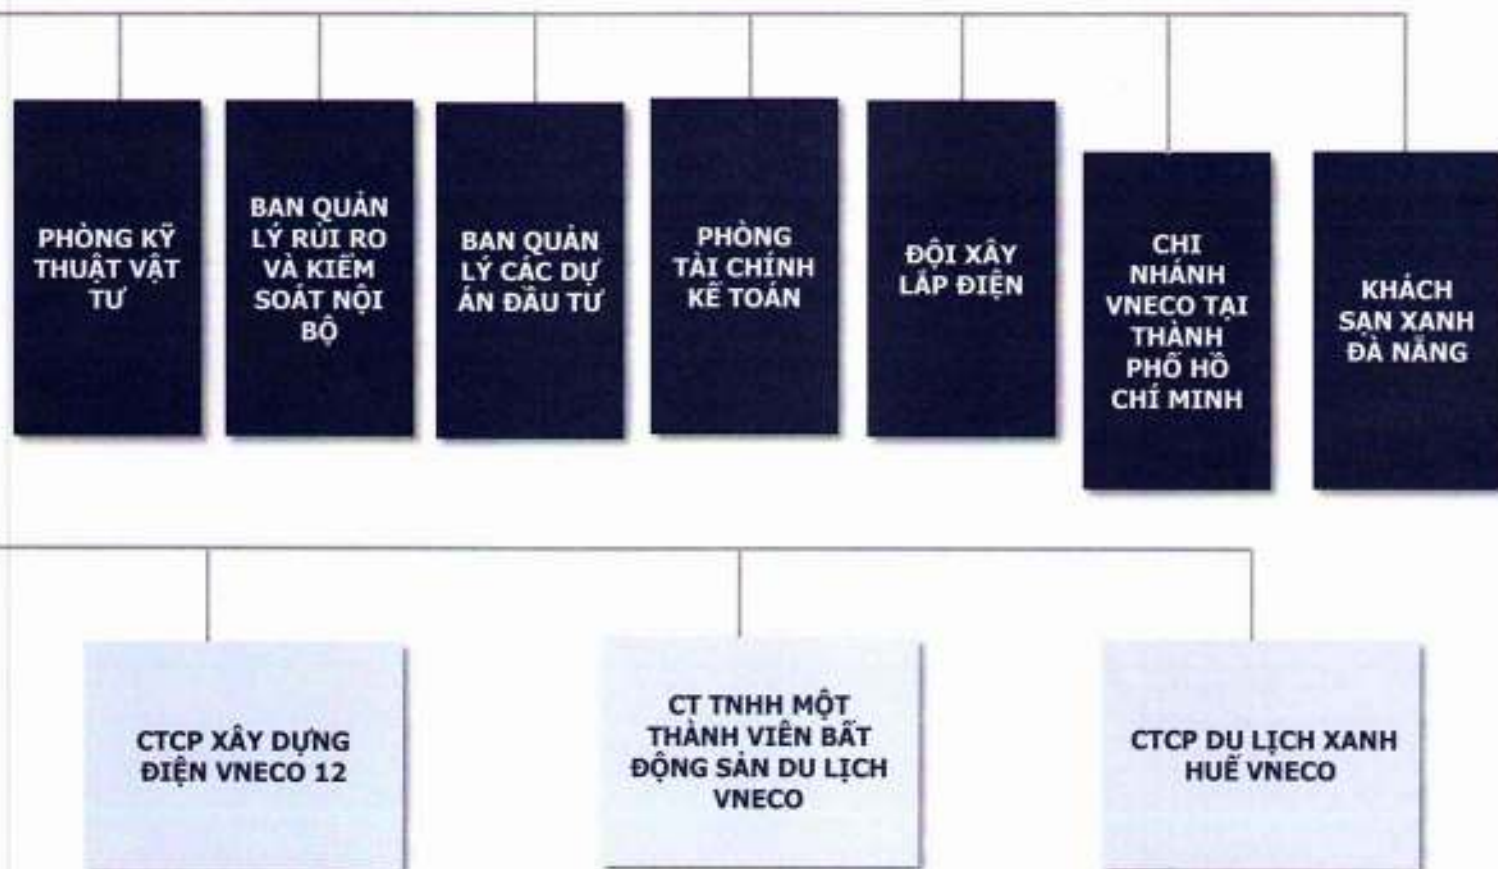 PHÒNG KỸ
THUẬT VẬT
TƯ
BAN QUẢN
LÝ RỦI RO
VÀ KIỂM
SOÁT NỘI
BỘ
BAN QUẢN
LÝ CÁC DỰ
ÁN ĐẦU TƯ
PHÒNG
TÀI CHÍNH
KẾ TOÁN
ĐỘI XÂY
LẮP ĐIỆN
CHI
NHÁNH
VNECO TẠI
THÀNH
PHỐ HỒ
CHÍ MINH
KHÁCH
SẠN XANH
ĐÀ NẴNG
CTCP XÂY DỰNG
ĐIỆN VNECO 12
CT TNHH MỘT
THÀNH VIÊN BẤT
ĐỘNG SẢN DU LỊCH
VNECO
CTCP DU LỊCH XANH
HUẾ VNECO